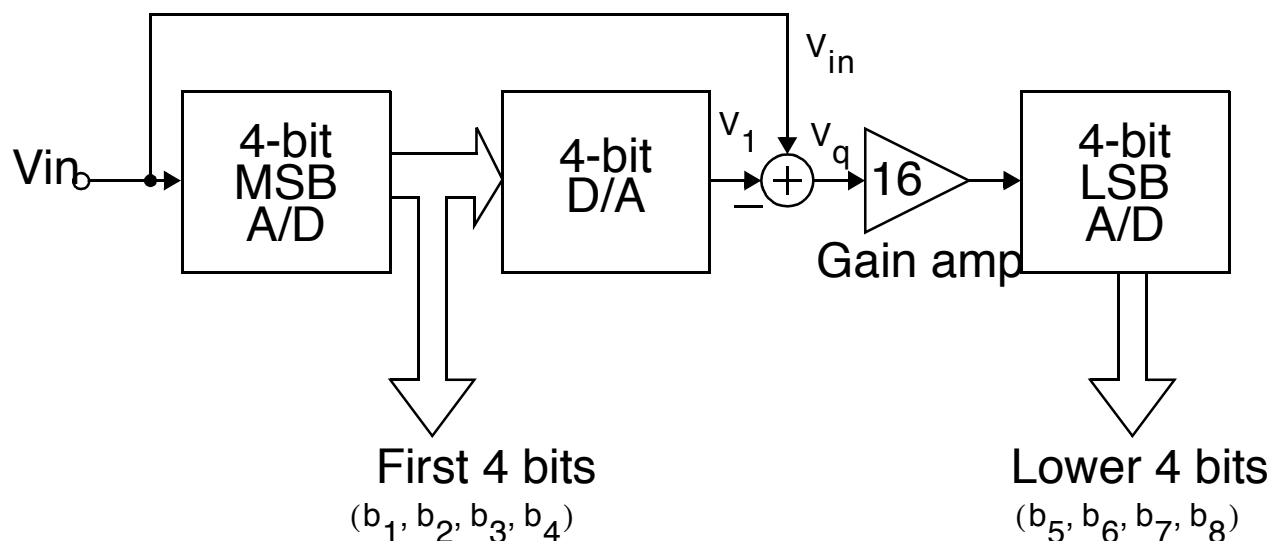 V_in
Vin
4-bit
MSB
A/D
4-bit
D/A
V_1
V_q
+
−
16
4-bit
LSB
A/D
Gain amp
First 4 bits
(b_1, b_2, b_3, b_4)
Lower 4 bits
(b_5, b_6, b_7, b_8)